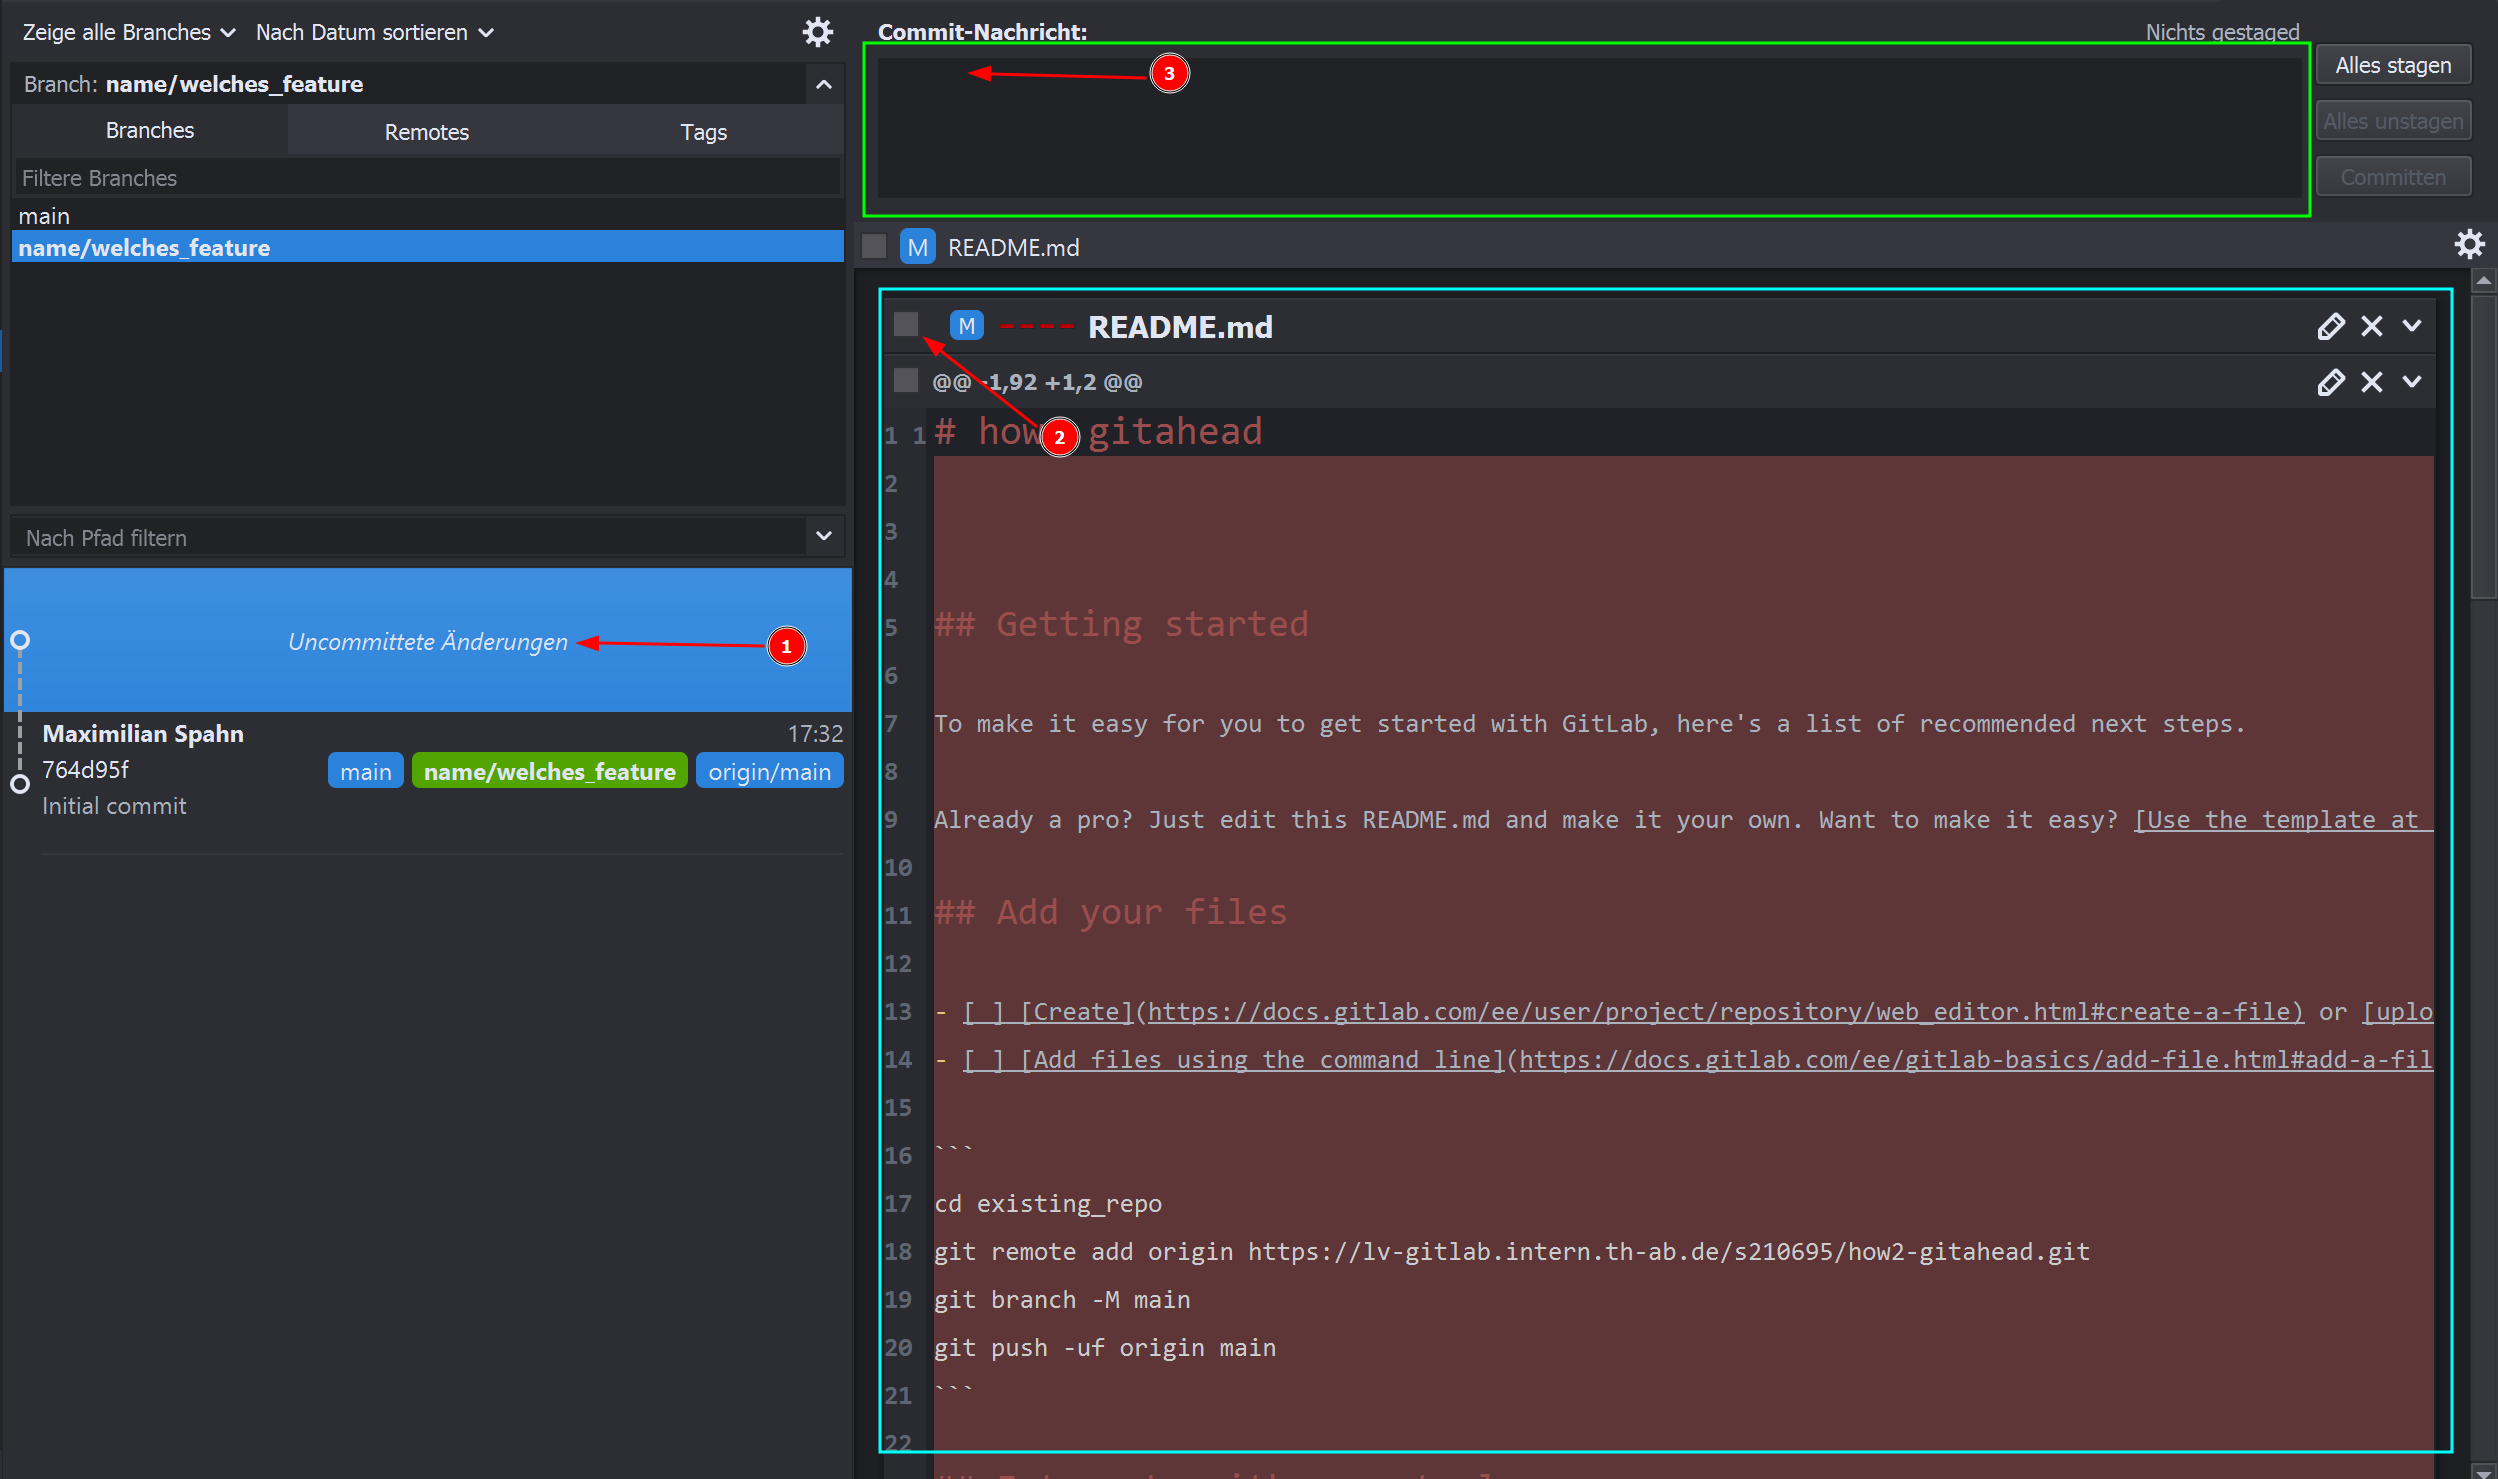 Zeige alle Branches Nach Datum sortieren
Branch: name/welches_feature
Branches Remotes Tags
Filtere Branches
main
name/welches_feature
Nach Pfad filtern
Uncommittete Änderungen 1
Maximilian Spahn 17:32
764d95f main name/welches_feature origin/main
Initial commit
Commit-Nachricht: Nichts gestaged
3
Alles stagen
Alles unstagen
Committen
M README.md
M ---- README.md
@@ -1,92 +1,2 @@
2
1 1 # how gitahead
2
3
4
5 ## Getting started
6
7 To make it easy for you to get started with GitLab, here's a list of recommended next steps.
8
9 Already a pro? Just edit this README.md and make it your own. Want to make it easy? [Use the template at
10
11 ## Add your files
12
13 - [ ] [Create](https://docs.gitlab.com/ee/user/project/repository/web_editor.html#create-a-file) or [uplo
14 - [ ] [Add files using the command line](https://docs.gitlab.com/ee/gitlab-basics/add-file.html#add-a-fil
15
16 ```
17 cd existing_repo
18 git remote add origin https://lv-gitlab.intern.th-ab.de/s210695/how2-gitahead.git
19 git branch -M main
20 git push -uf origin main
21 ```
22